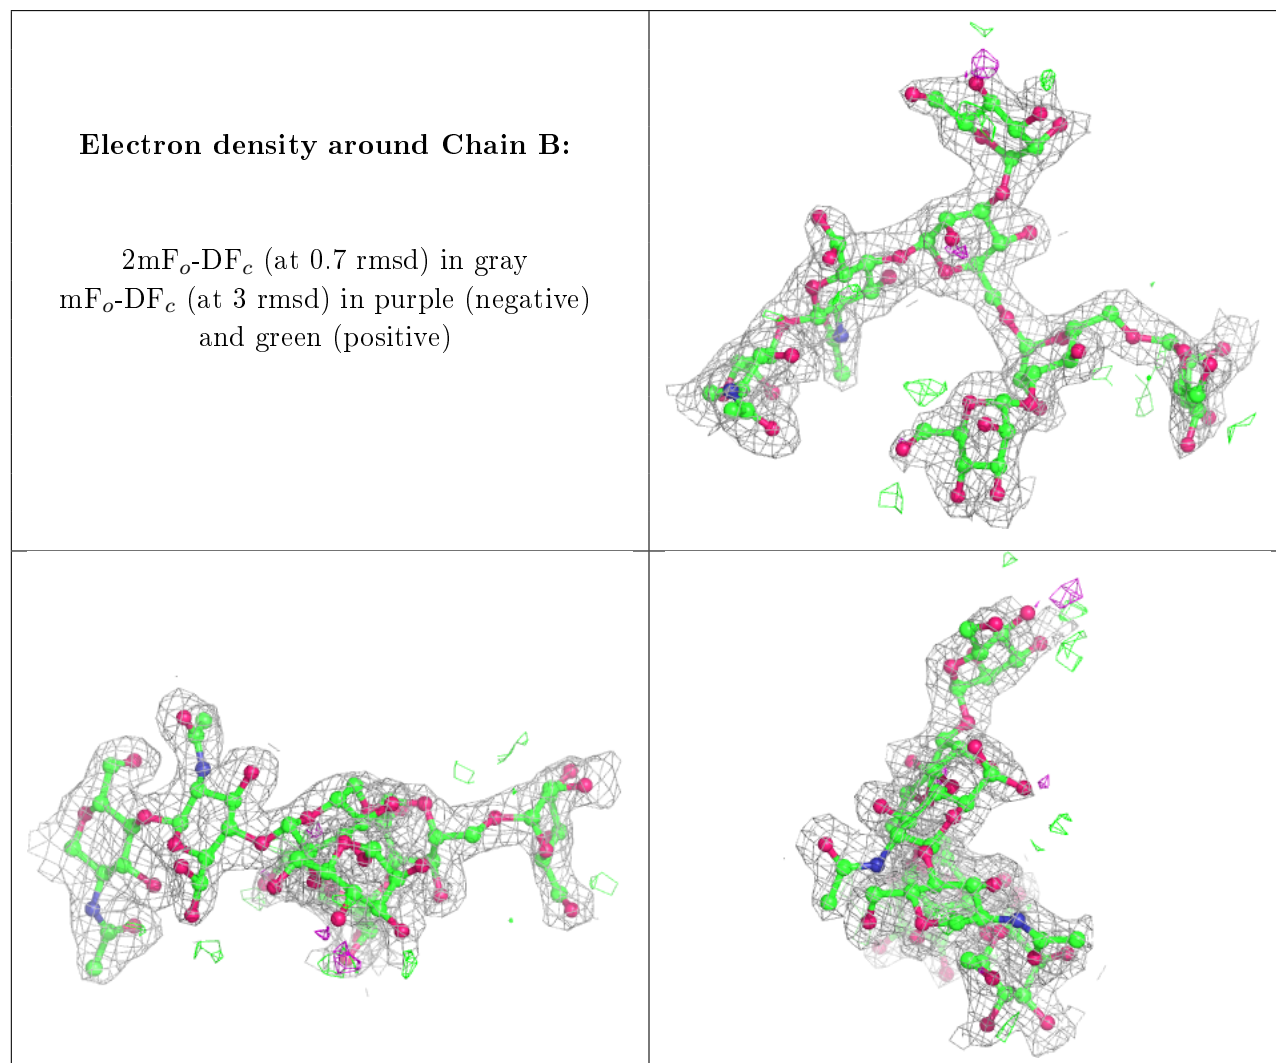 Electron density around Chain B:
2mFₒ-DF𝒸 (at 0.7 rmsd) in gray
mFₒ-DF𝒸 (at 3 rmsd) in purple (negative)
and green (positive)